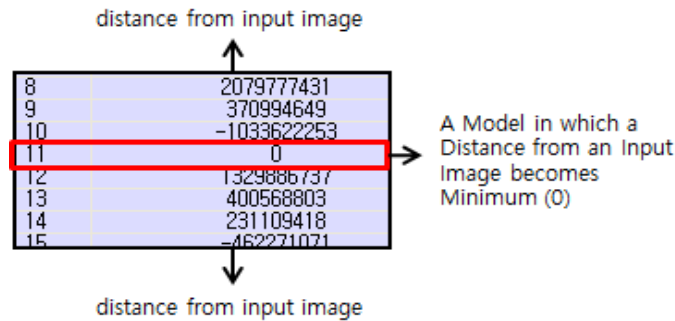 distance from input image
8 2079777431
9 370994649
10 -1033622253
11 0
12 1329886737
13 400568803
14 231109418
15 -462271071
A Model in which a
Distance from an Input
Image becomes
Minimum (0)
distance from input image